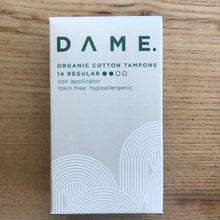 DAME.
ORGANIC COTTON TAMPONS
14 REGULAR
non applicator
toxin free hypoallergenic